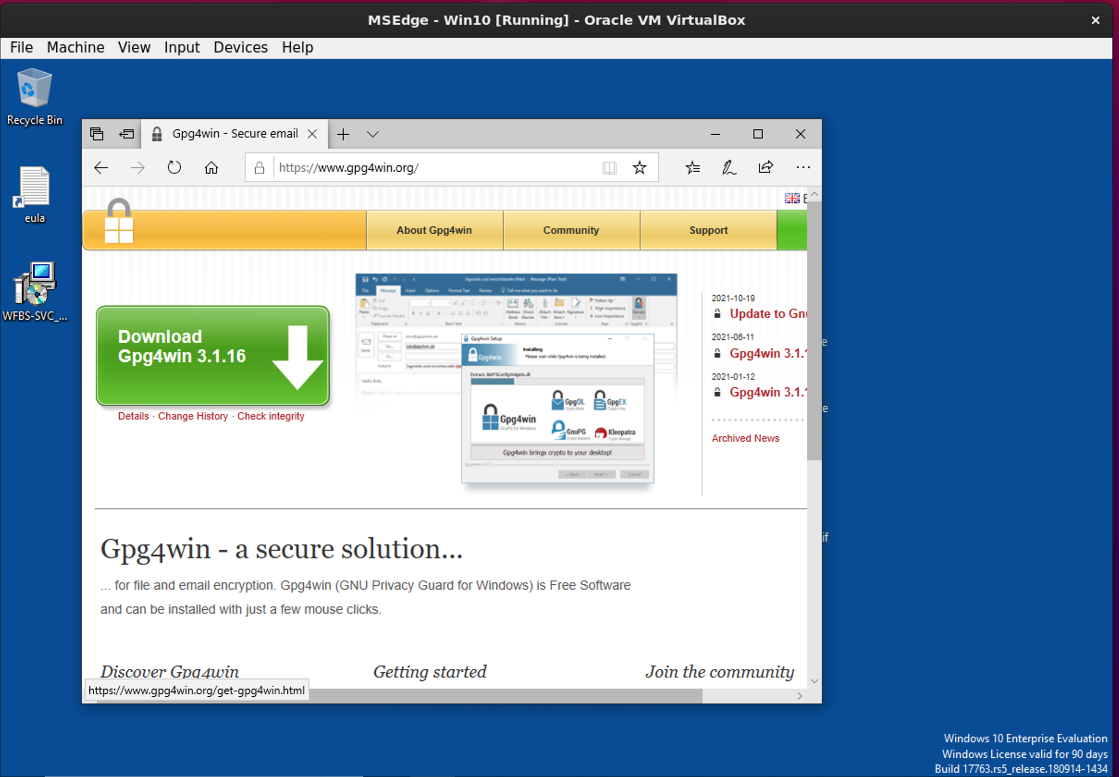 MSEdge - Win10 [Running] - Oracle VM VirtualBox
File Machine View Input Devices Help
Recycle Bin
eula
WFBS-SVC_...
Gpg4win - Secure email
https://www.gpg4win.org/
E
About Gpg4win
Community
Support
Download
Gpg4win 3.1.16
Details · Change History · Check integrity
Gpg4win Setup
Gpg4win
Installing
Please wait while Gpg4win is being installed.
Gpg4win
GpgOL
GpgEX
GnuPG
Kleopatra
Gpg4win brings crypto to your desktop!
2021-10-19
Update to Gnu
2021-06-11
Gpg4win 3.1.1
2021-01-12
Gpg4win 3.1.1
Archived News
Gpg4win - a secure solution...
... for file and email encryption. Gpg4win (GNU Privacy Guard for Windows) is Free Software
and can be installed with just a few mouse clicks.
Discover Gpg4win
Getting started
Join the community
https://www.gpg4win.org/get-gpg4win.html
Windows 10 Enterprise Evaluation
Windows License valid for 90 days
Build 17763.rs5_release.180914-1434